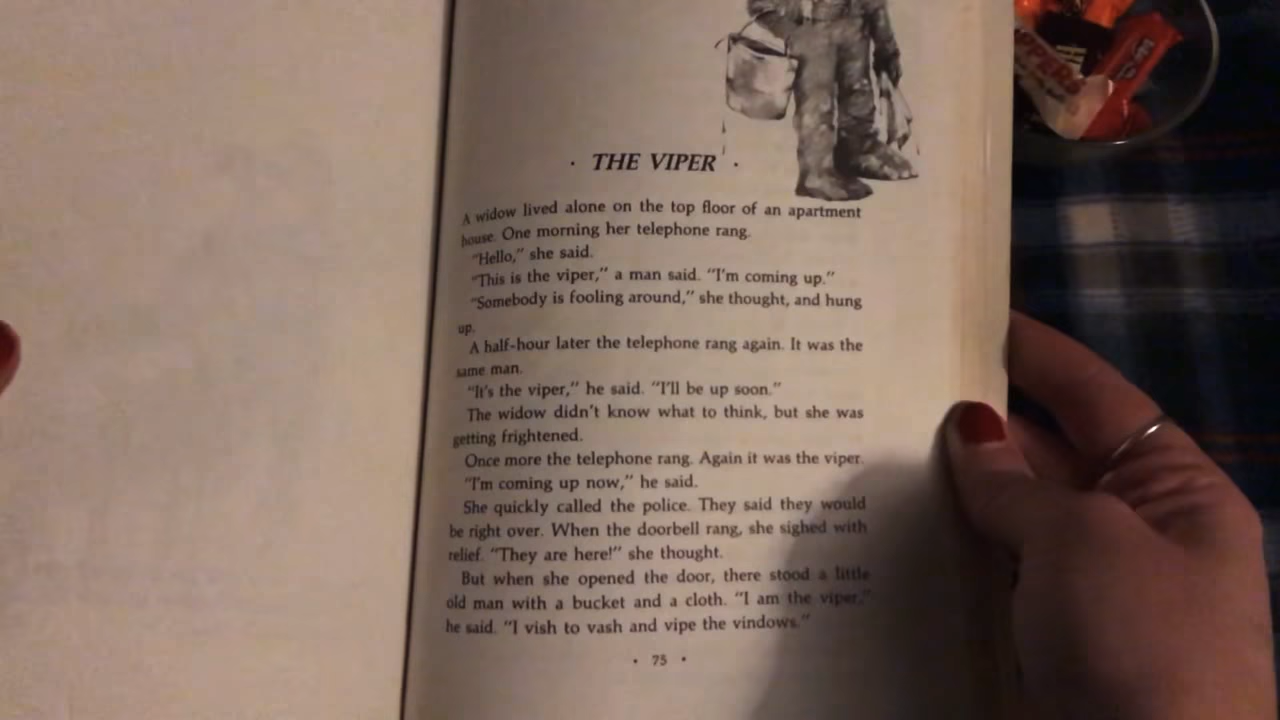 · THE VIPER ·
A widow lived alone on the top floor of an apartment
house. One morning her telephone rang.
"Hello," she said.
"This is the viper," a man said. "I'm coming up."
"Somebody is fooling around," she thought, and hung
up.
A half-hour later the telephone rang again. It was the
same man.
"It's the viper," he said. "I'll be up soon."
The widow didn't know what to think, but she was
getting frightened.
Once more the telephone rang. Again it was the viper.
"I'm coming up now," he said.
She quickly called the police. They said they would
be right over. When the doorbell rang, she sighed with
relief. "They are here!" she thought.
But when she opened the door, there stood a little
old man with a bucket and a cloth. "I am the viper,"
he said. "I vish to vash and vipe the vindows."
· 75 ·